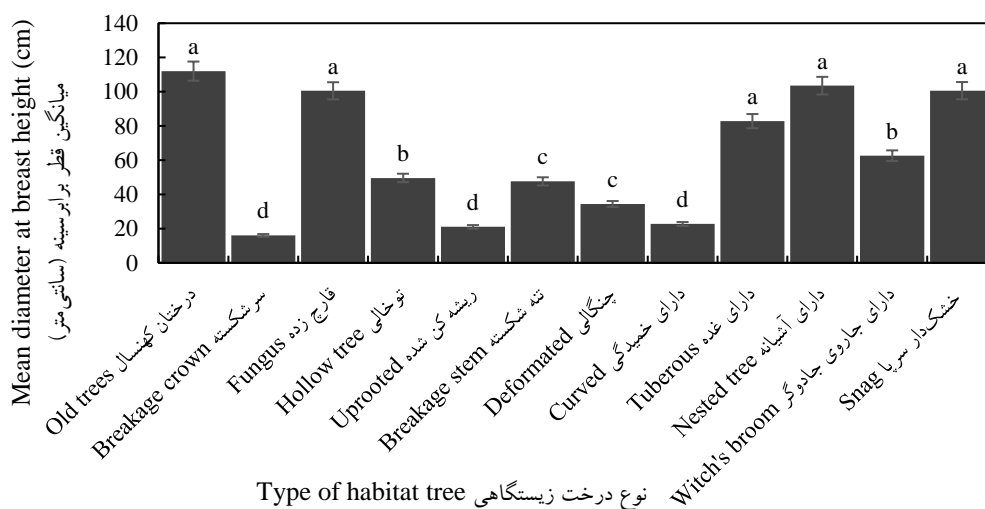 Mean diameter at breast height (cm)
میانگین قطر برابرسینه (سانتی‌متر)
140
120
100
80
60
40
20
0
a
d
a
b
d
c
c
d
a
a
b
a
Old trees درختان کهنسال
Breakage crown سرشکسته
Fungus قارچ زده
Hollow tree توخالی
Uprooted ریشه کن شده
Breakage stem تنه شکسته
Deformated چنگالی
Curved دارای خمیدگی
Tuberous دارای غده
Nested tree دارای آشیانه
Witch's broom دارای جاروی جادوگر
Snag خشک‌دار سرپا
Type of habitat tree نوع درخت زیستگاهی